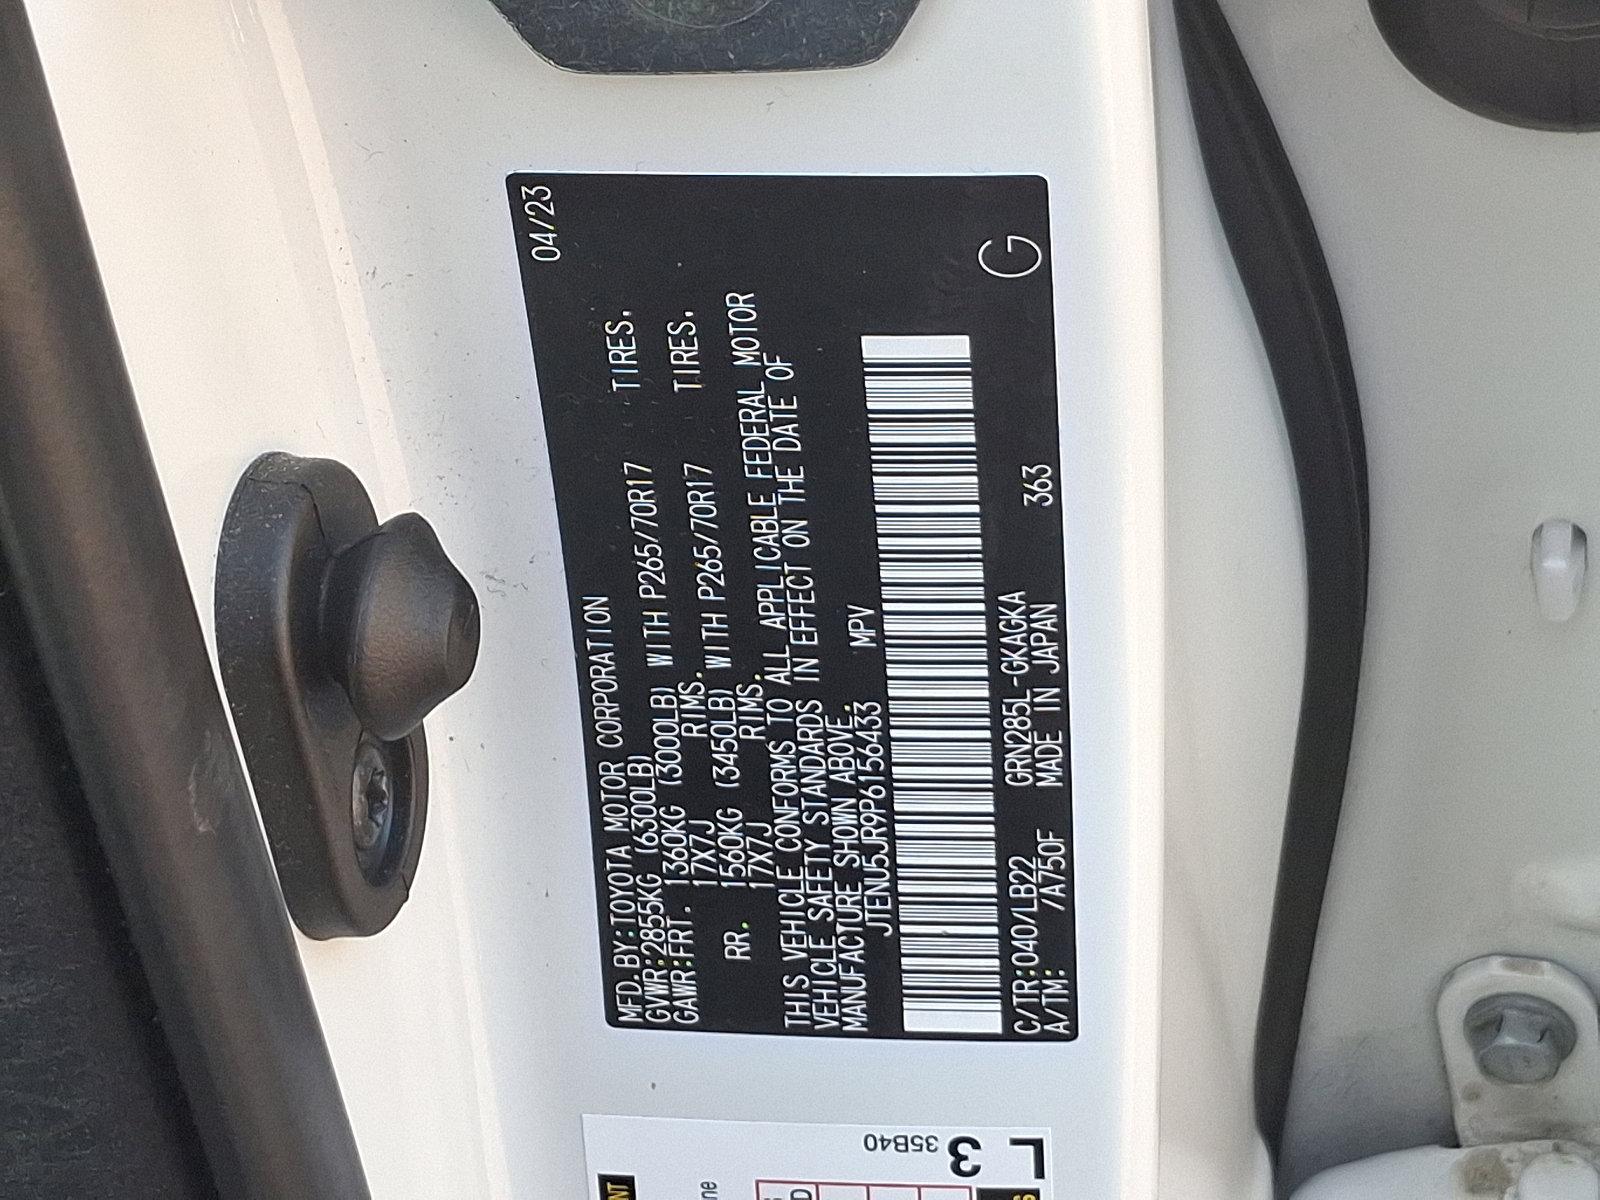 MFD.BY:TOYOTA MOTOR CORPORATION 04/23
GVWR:2855KG (6300LB)
GAWR:FRT. 1360KG (3000LB) WITH P265/70R17 TIRES.
17X7J RIMS.
RR. 1560KG (3450LB) WITH P265/70R17 TIRES.
17X7J RIMS.
THIS VEHICLE CONFORMS TO ALL APPLICABLE FEDERAL MOTOR
VEHICLE SAFETY STANDARDS IN EFFECT ON THE DATE OF
MANUFACTURE SHOWN ABOVE.
JTENU5JR9P6156433 MPV
C/TR:040/LB22 GRN285L-GKAGKA 363
A/TM: /A750F MADE IN JAPAN
G
35B40
L3